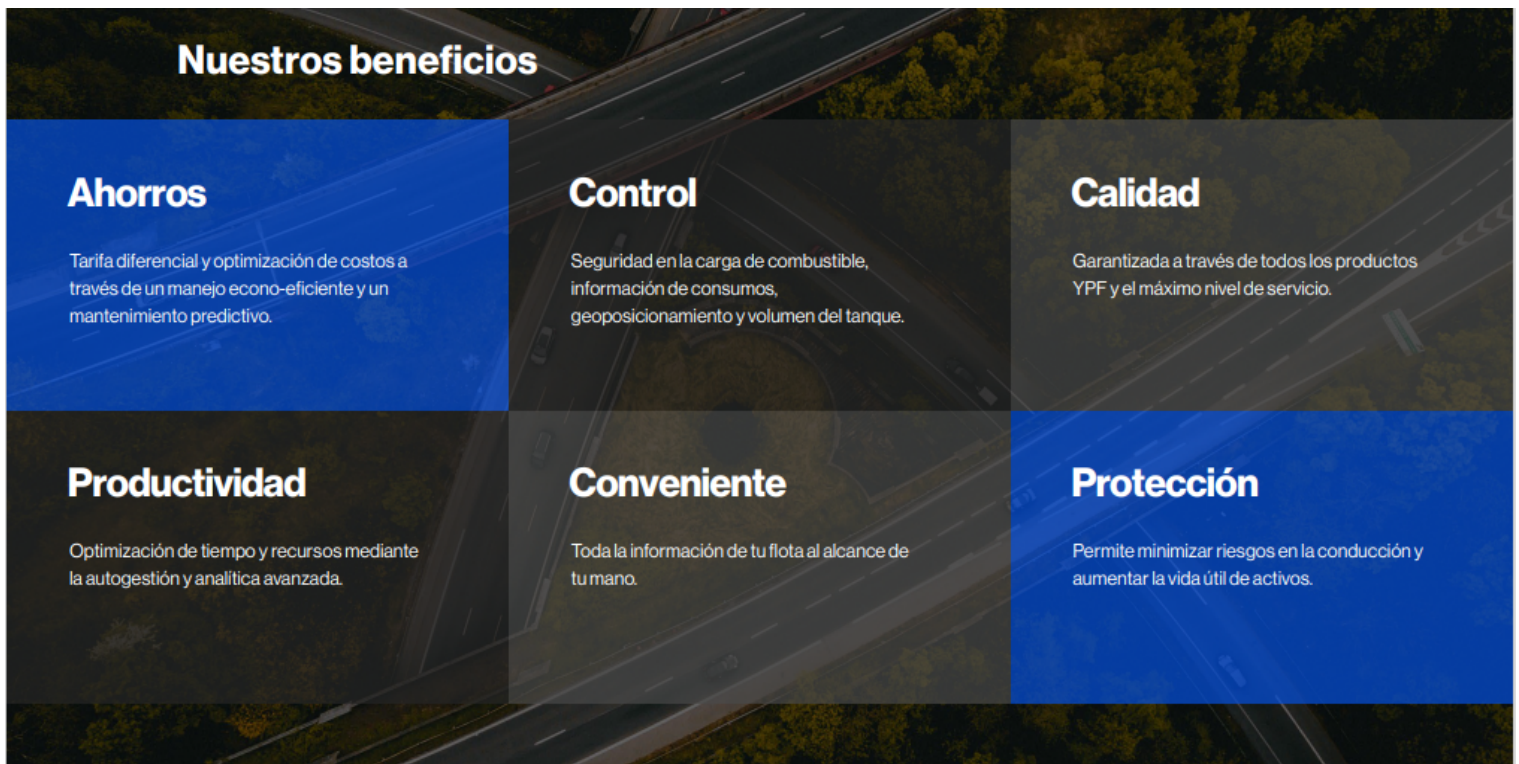 Nuestros beneficios
Ahorros
Tarifa diferencial y optimización de costos a
través de un manejo econo-eficiente y un
mantenimiento predictivo.
Control
Seguridad en la carga de combustible,
información de consumos,
geoposicionamiento y volumen del tanque.
Calidad
Garantizada a través de todos los productos
YPF y el máximo nivel de servicio.
Productividad
Optimización de tiempo y recursos mediante
la autogestión y analítica avanzada.
Conveniente
Toda la información de tu flota al alcance de
tu mano.
Protección
Permite minimizar riesgos en la conducción y
aumentar la vida útil de activos.